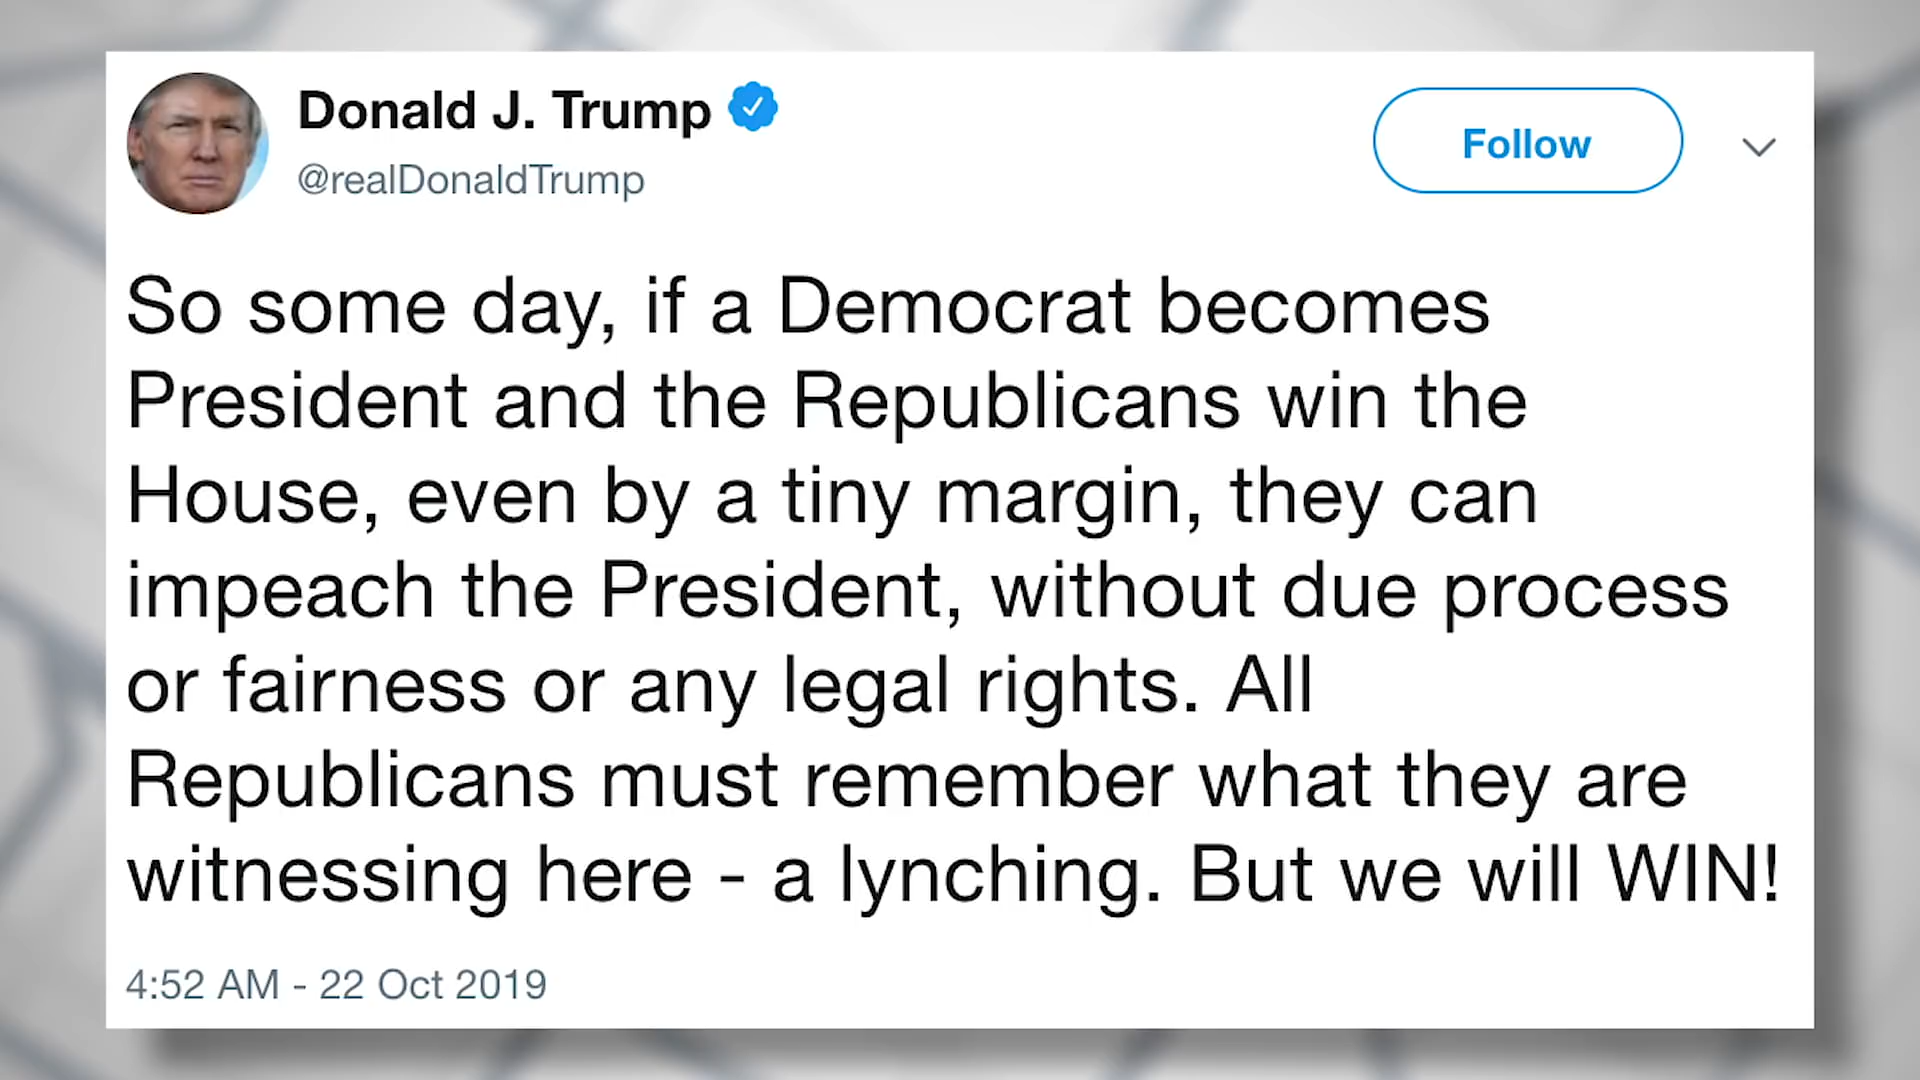 Donald J. Trump
@realDonaldTrump
Follow
So some day, if a Democrat becomes
President and the Republicans win the
House, even by a tiny margin, they can
impeach the President, without due process
or fairness or any legal rights. All
Republicans must remember what they are
witnessing here - a lynching. But we will WIN!
4:52 AM - 22 Oct 2019